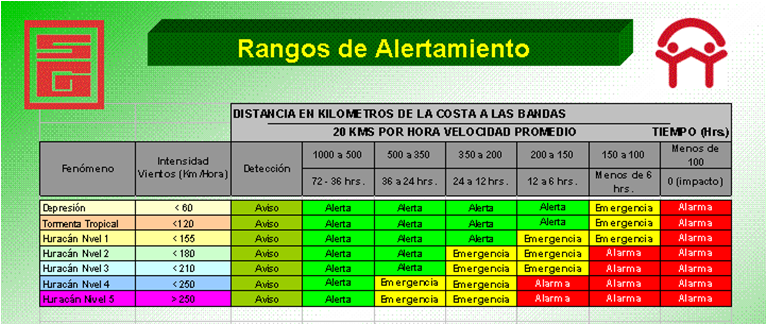 SG
Rangos de Alertamiento
DISTANCIA EN KILOMETROS DE LA COSTA A LAS BANDAS
20 KMS POR HORA VELOCIDAD PROMEDIO TIEMPO (Hrs.)
Fenómeno Intensidad Vientos (Km/Hora) Detección 1000 a 500 500 a 350 350 a 200 200 a 150 150 a 100 Menos de 100
72 - 36 hrs. 36 a 24 hrs. 24 a 12 hrs. 12 a 6 hrs. Menos de 6 hrs. 0 (impacto)
Depresión < 60 Aviso Alerta Alerta Alerta Alerta Emergencia Alarma
Tormenta Tropical <120 Aviso Alerta Alerta Alerta Alerta Emergencia Alarma
Huracán Nvel 1 < 155 Aviso Alerta Alerta Alerta Emergencia Emergencia Alarma
Huracán Nivel 2 < 180 Aviso Alerta Alerta Emergencia Emergencia Alarma Alarma
Huracán Nivel 3 < 210 Aviso Alerta Alerta Emergencia Emergencia Alarma Alarma
Huracán Nivel 4 < 250 Aviso Alerta Emergencia Emergencia Alarma Alarma Alarma
Huracán Nivel 5 > 250 Aviso Alerta Emergencia Emergencia Alarma Alarma Alarma